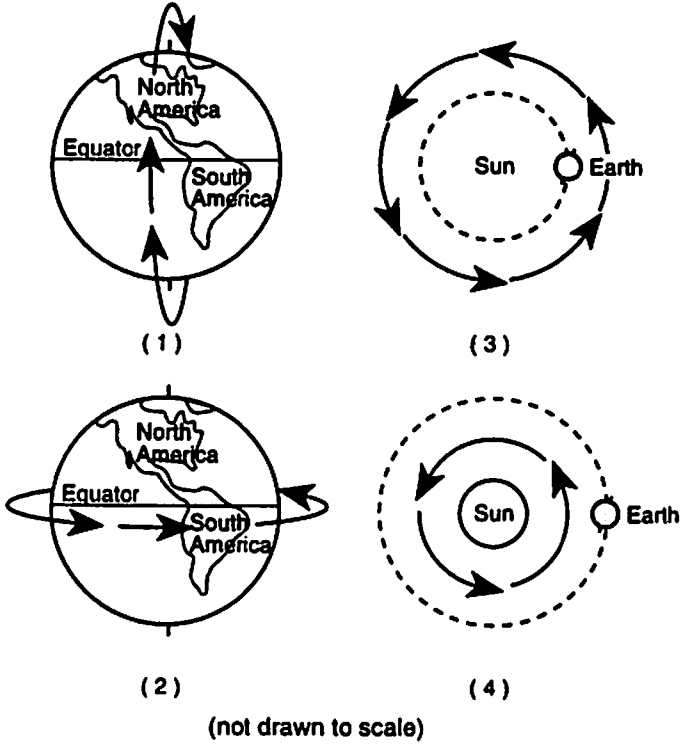 North
America
Equator
South
America
(1)
Sun
Earth
(3)
North
America
Equator
South
America
(2)
Sun
Earth
(4)
(not drawn to scale)